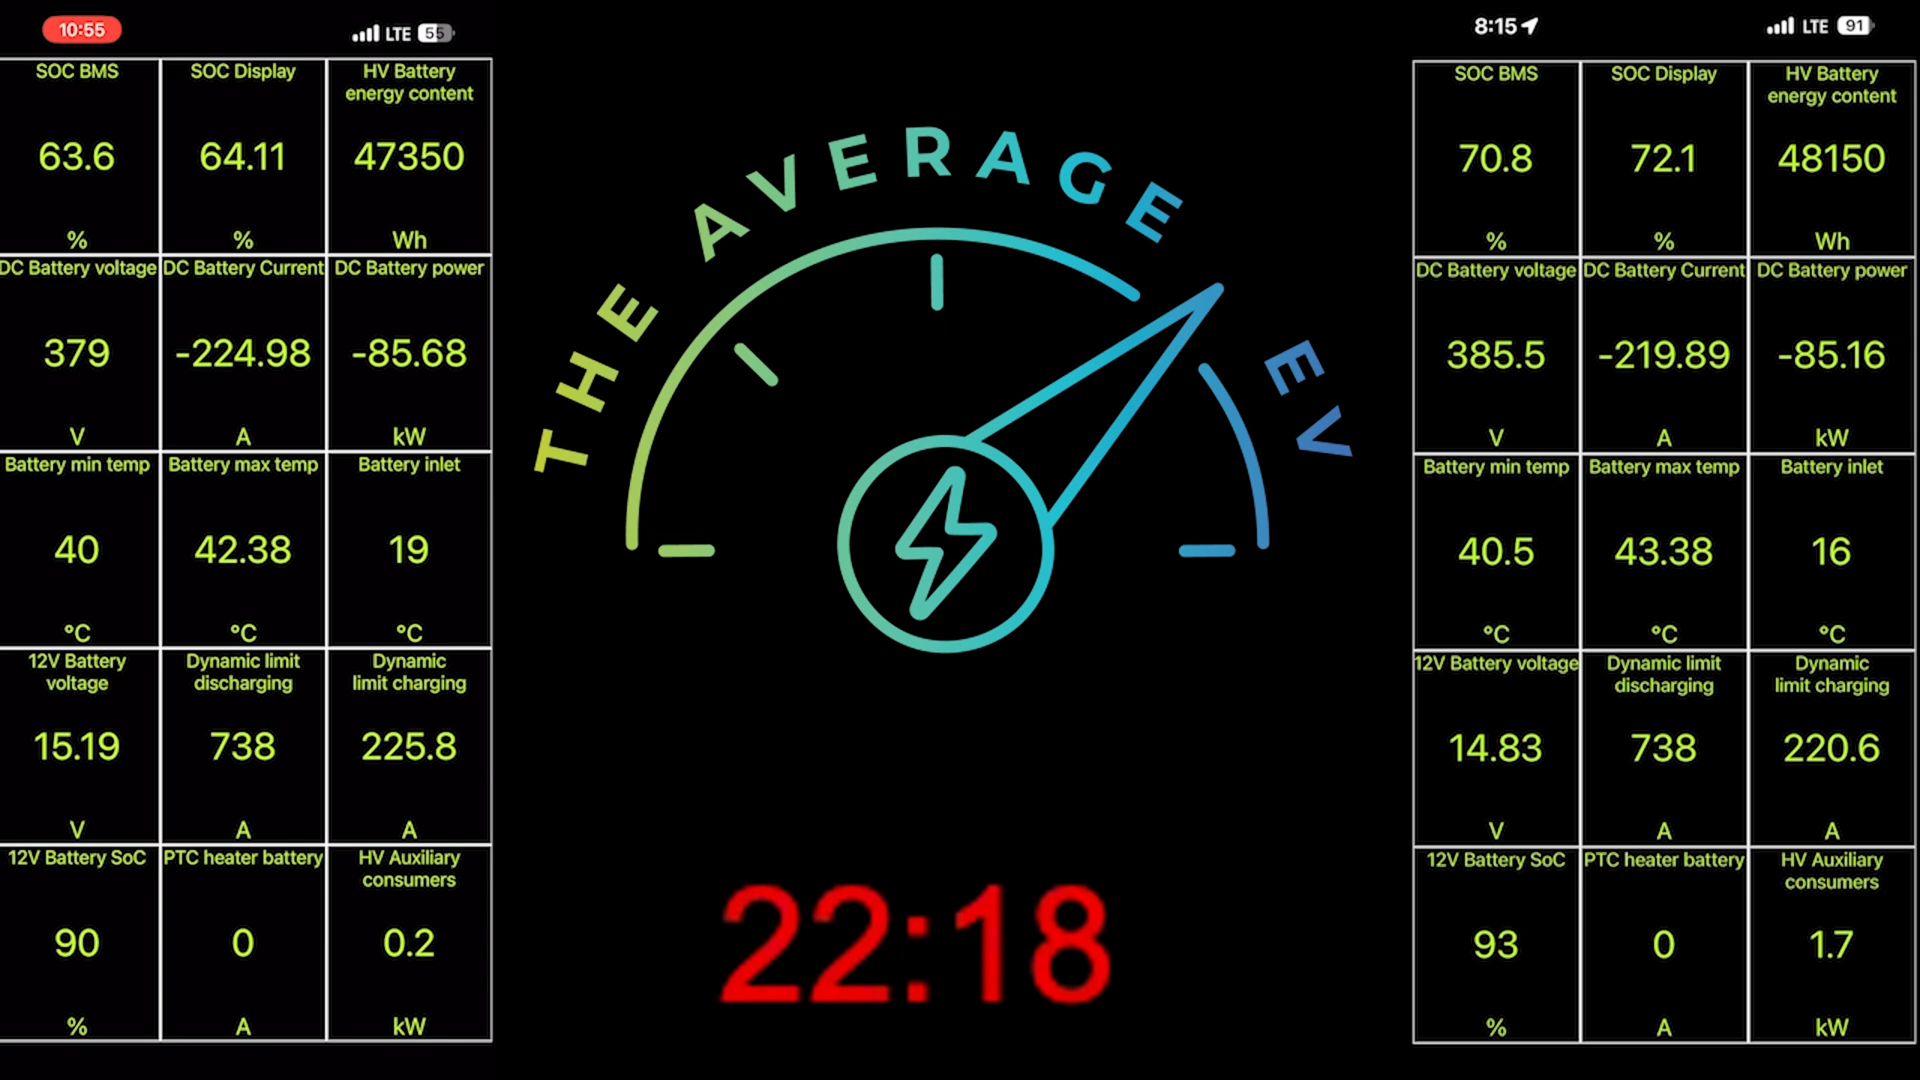 10:55
LTE 55
SOC BMS
63.6
%
SOC Display
64.11
%
HV Battery
energy content
47350
Wh
DC Battery voltage
379
V
DC Battery Current
-224.98
A
DC Battery power
-85.68
kW
Battery min temp
40
°C
Battery max temp
42.38
°C
Battery inlet
19
°C
12V Battery
voltage
15.19
V
Dynamic limit
discharging
738
A
Dynamic
limit charging
225.8
A
12V Battery SoC
90
%
PTC heater battery
0
A
HV Auxiliary
consumers
0.2
kW
THE AVERAGE EV
22:18
8:15
LTE 91
SOC BMS
70.8
%
SOC Display
72.1
%
HV Battery
energy content
48150
Wh
DC Battery voltage
385.5
V
DC Battery Current
-219.89
A
DC Battery power
-85.16
kW
Battery min temp
40.5
°C
Battery max temp
43.38
°C
Battery inlet
16
°C
12V Battery voltage
14.83
V
Dynamic limit
discharging
738
A
Dynamic
limit charging
220.6
A
12V Battery SoC
93
%
PTC heater battery
0
A
HV Auxiliary
consumers
1.7
kW